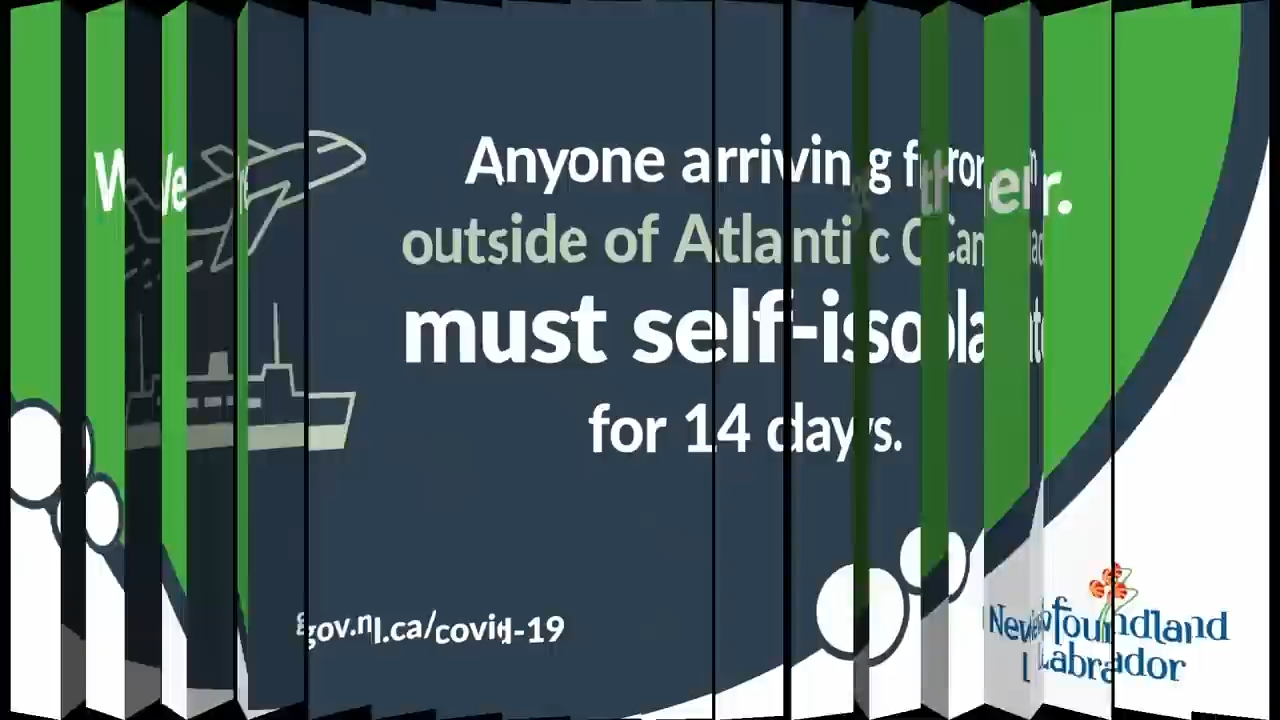 Anyone arriving from
outside of Atlantic Canada
must self-isolate
for 14 days.
gov.nl.ca/covid-19
Newfoundland
Labrador